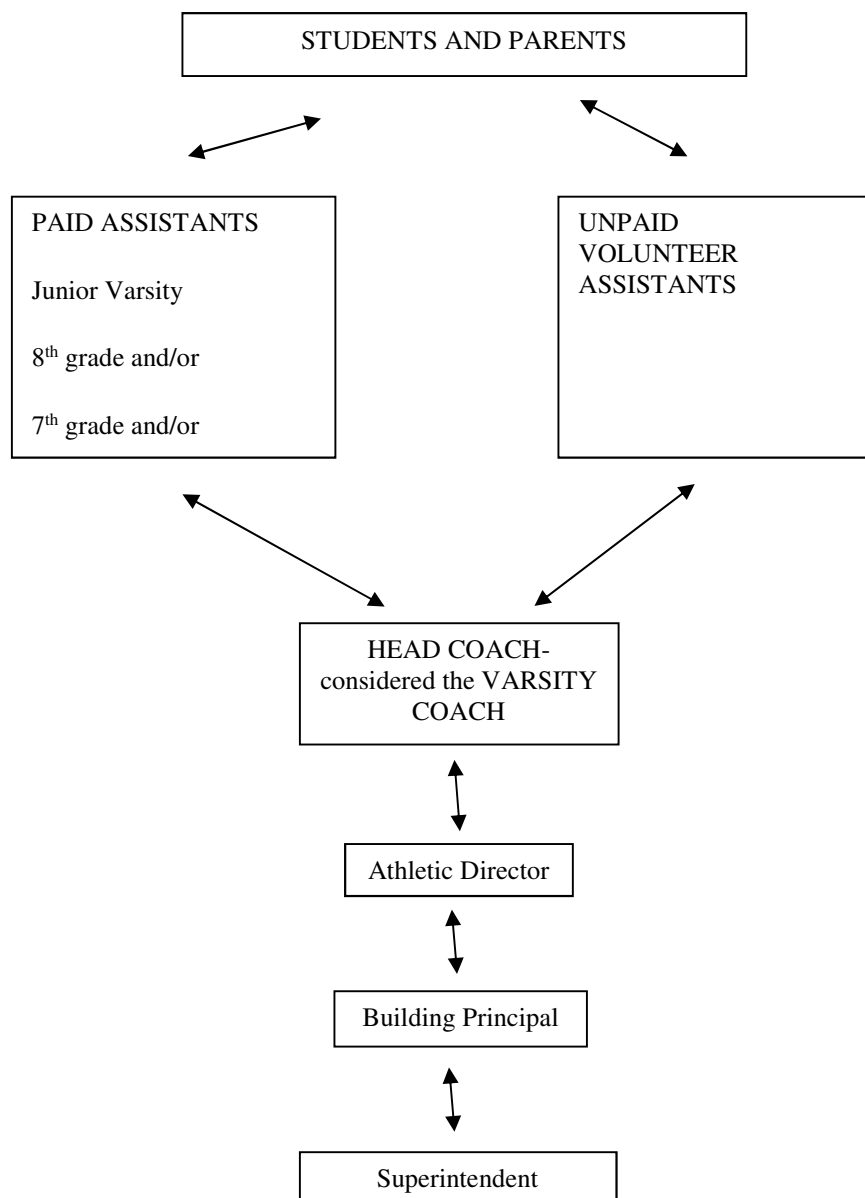 STUDENTS AND PARENTS
PAID ASSISTANTS
Junior Varsity
8th grade and/or
7th grade and/or
UNPAID
VOLUNTEER
ASSISTANTS
HEAD COACH-
considered the VARSITY
COACH
Athletic Director
Building Principal
Superintendent